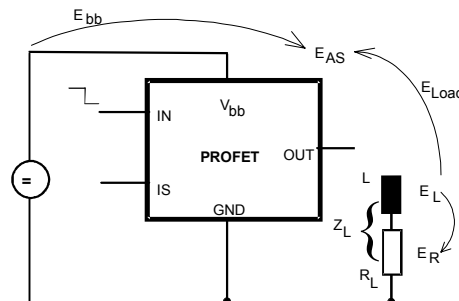 E bb
E AS
E Load
V bb
IN
PROFET
OUT
IS
=
GND
L
E L
Z L
{
R L
E R